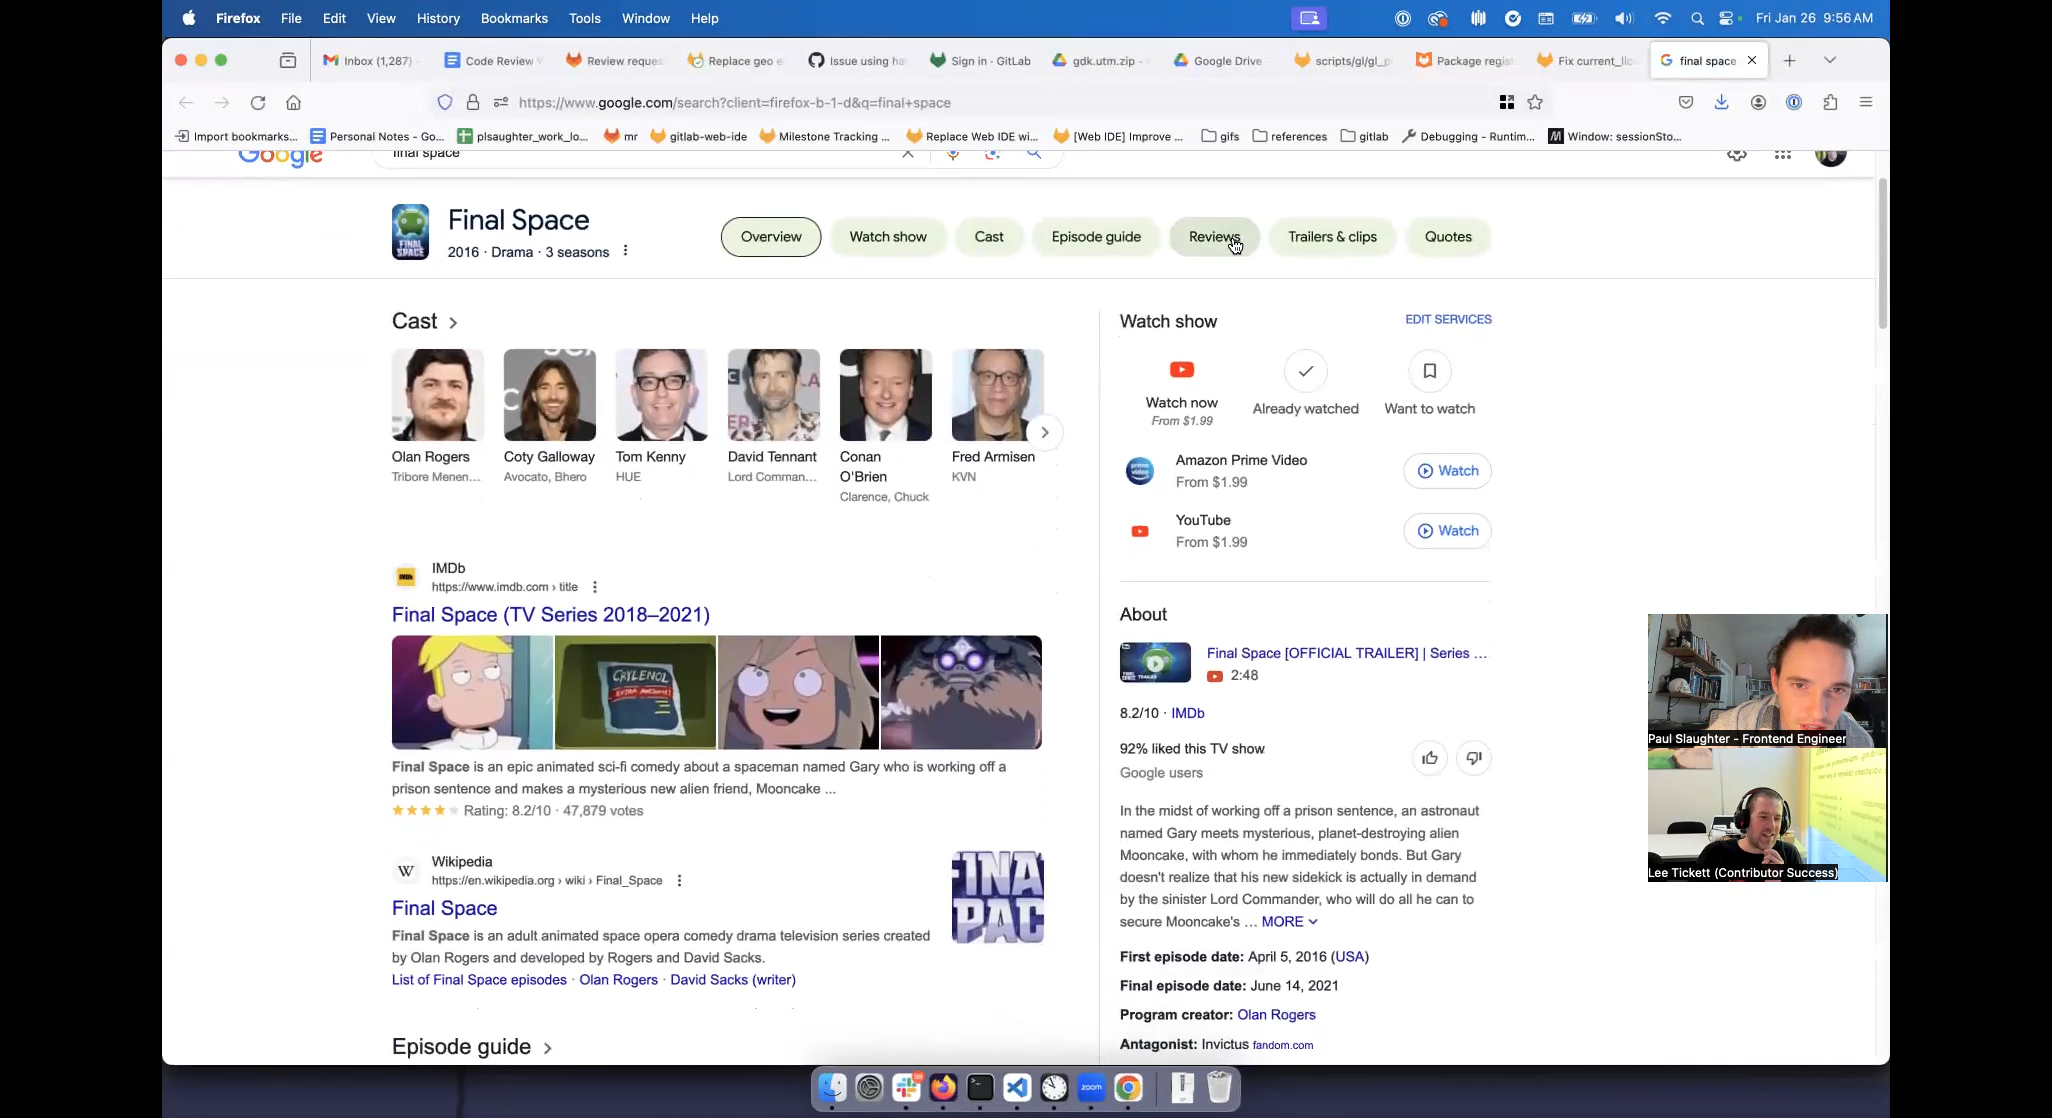 Firefox File Edit View History Bookmarks Tools Window Help Fri Jan 26 9:56 AM
Inbox (1,287) Code Review Review reques Replace geo e Issue using ha Sign in · GitLab gdk.utm.zip - Google Drive scripts/gl/gl_p Package regis Fix current_lic final space
https://www.google.com/search?client=firefox-b-1-d&q=final+space
Import bookmarks... Personal Notes - Go... plsaughter_work_lo... mr gitlab-web-ide Milestone Tracking ... Replace Web IDE wi... [Web IDE] Improve ... gifs references gitlab Debugging - Runtim... Window: sessionSto...
Google final space
Final Space
2016 · Drama · 3 seasons
Overview Watch show Cast Episode guide Reviews Trailers & clips Quotes
Cast
Olan Rogers
Tribore Menen...
Coty Galloway
Avocato, Bhero
Tom Kenny
HUE
David Tennant
Lord Comman...
Conan
O'Brien
Clarence, Chuck
Fred Armisen
KVN
IMDb
https://www.imdb.com › title
Final Space (TV Series 2018–2021)
CRYLENOL
Final Space is an epic animated sci-fi comedy about a spaceman named Gary who is working off a
prison sentence and makes a mysterious new alien friend, Mooncake ...
Rating: 8.2/10 · 47,879 votes
Wikipedia
https://en.wikipedia.org › wiki › Final_Space
Final Space
Final Space is an adult animated space opera comedy drama television series created
by Olan Rogers and developed by Rogers and David Sacks.
List of Final Space episodes · Olan Rogers · David Sacks (writer)
Episode guide
Watch show
EDIT SERVICES
Watch now
From $1.99
Already watched
Want to watch
Amazon Prime Video
From $1.99
Watch
YouTube
From $1.99
Watch
About
Final Space [OFFICIAL TRAILER] | Series ...
2:48
8.2/10 · IMDb
92% liked this TV show
Google users
In the midst of working off a prison sentence, an astronaut
named Gary meets mysterious, planet-destroying alien
Mooncake, with whom he immediately bonds. But Gary
doesn't realize that his new sidekick is actually in demand
by the sinister Lord Commander, who will do all he can to
secure Mooncake's ... MORE
First episode date: April 5, 2016 (USA)
Final episode date: June 14, 2021
Program creator: Olan Rogers
Antagonist: Invictus fandom.com
Paul Slaughter - Frontend Engineer
Lee Tickett (Contributor Success)
zoom